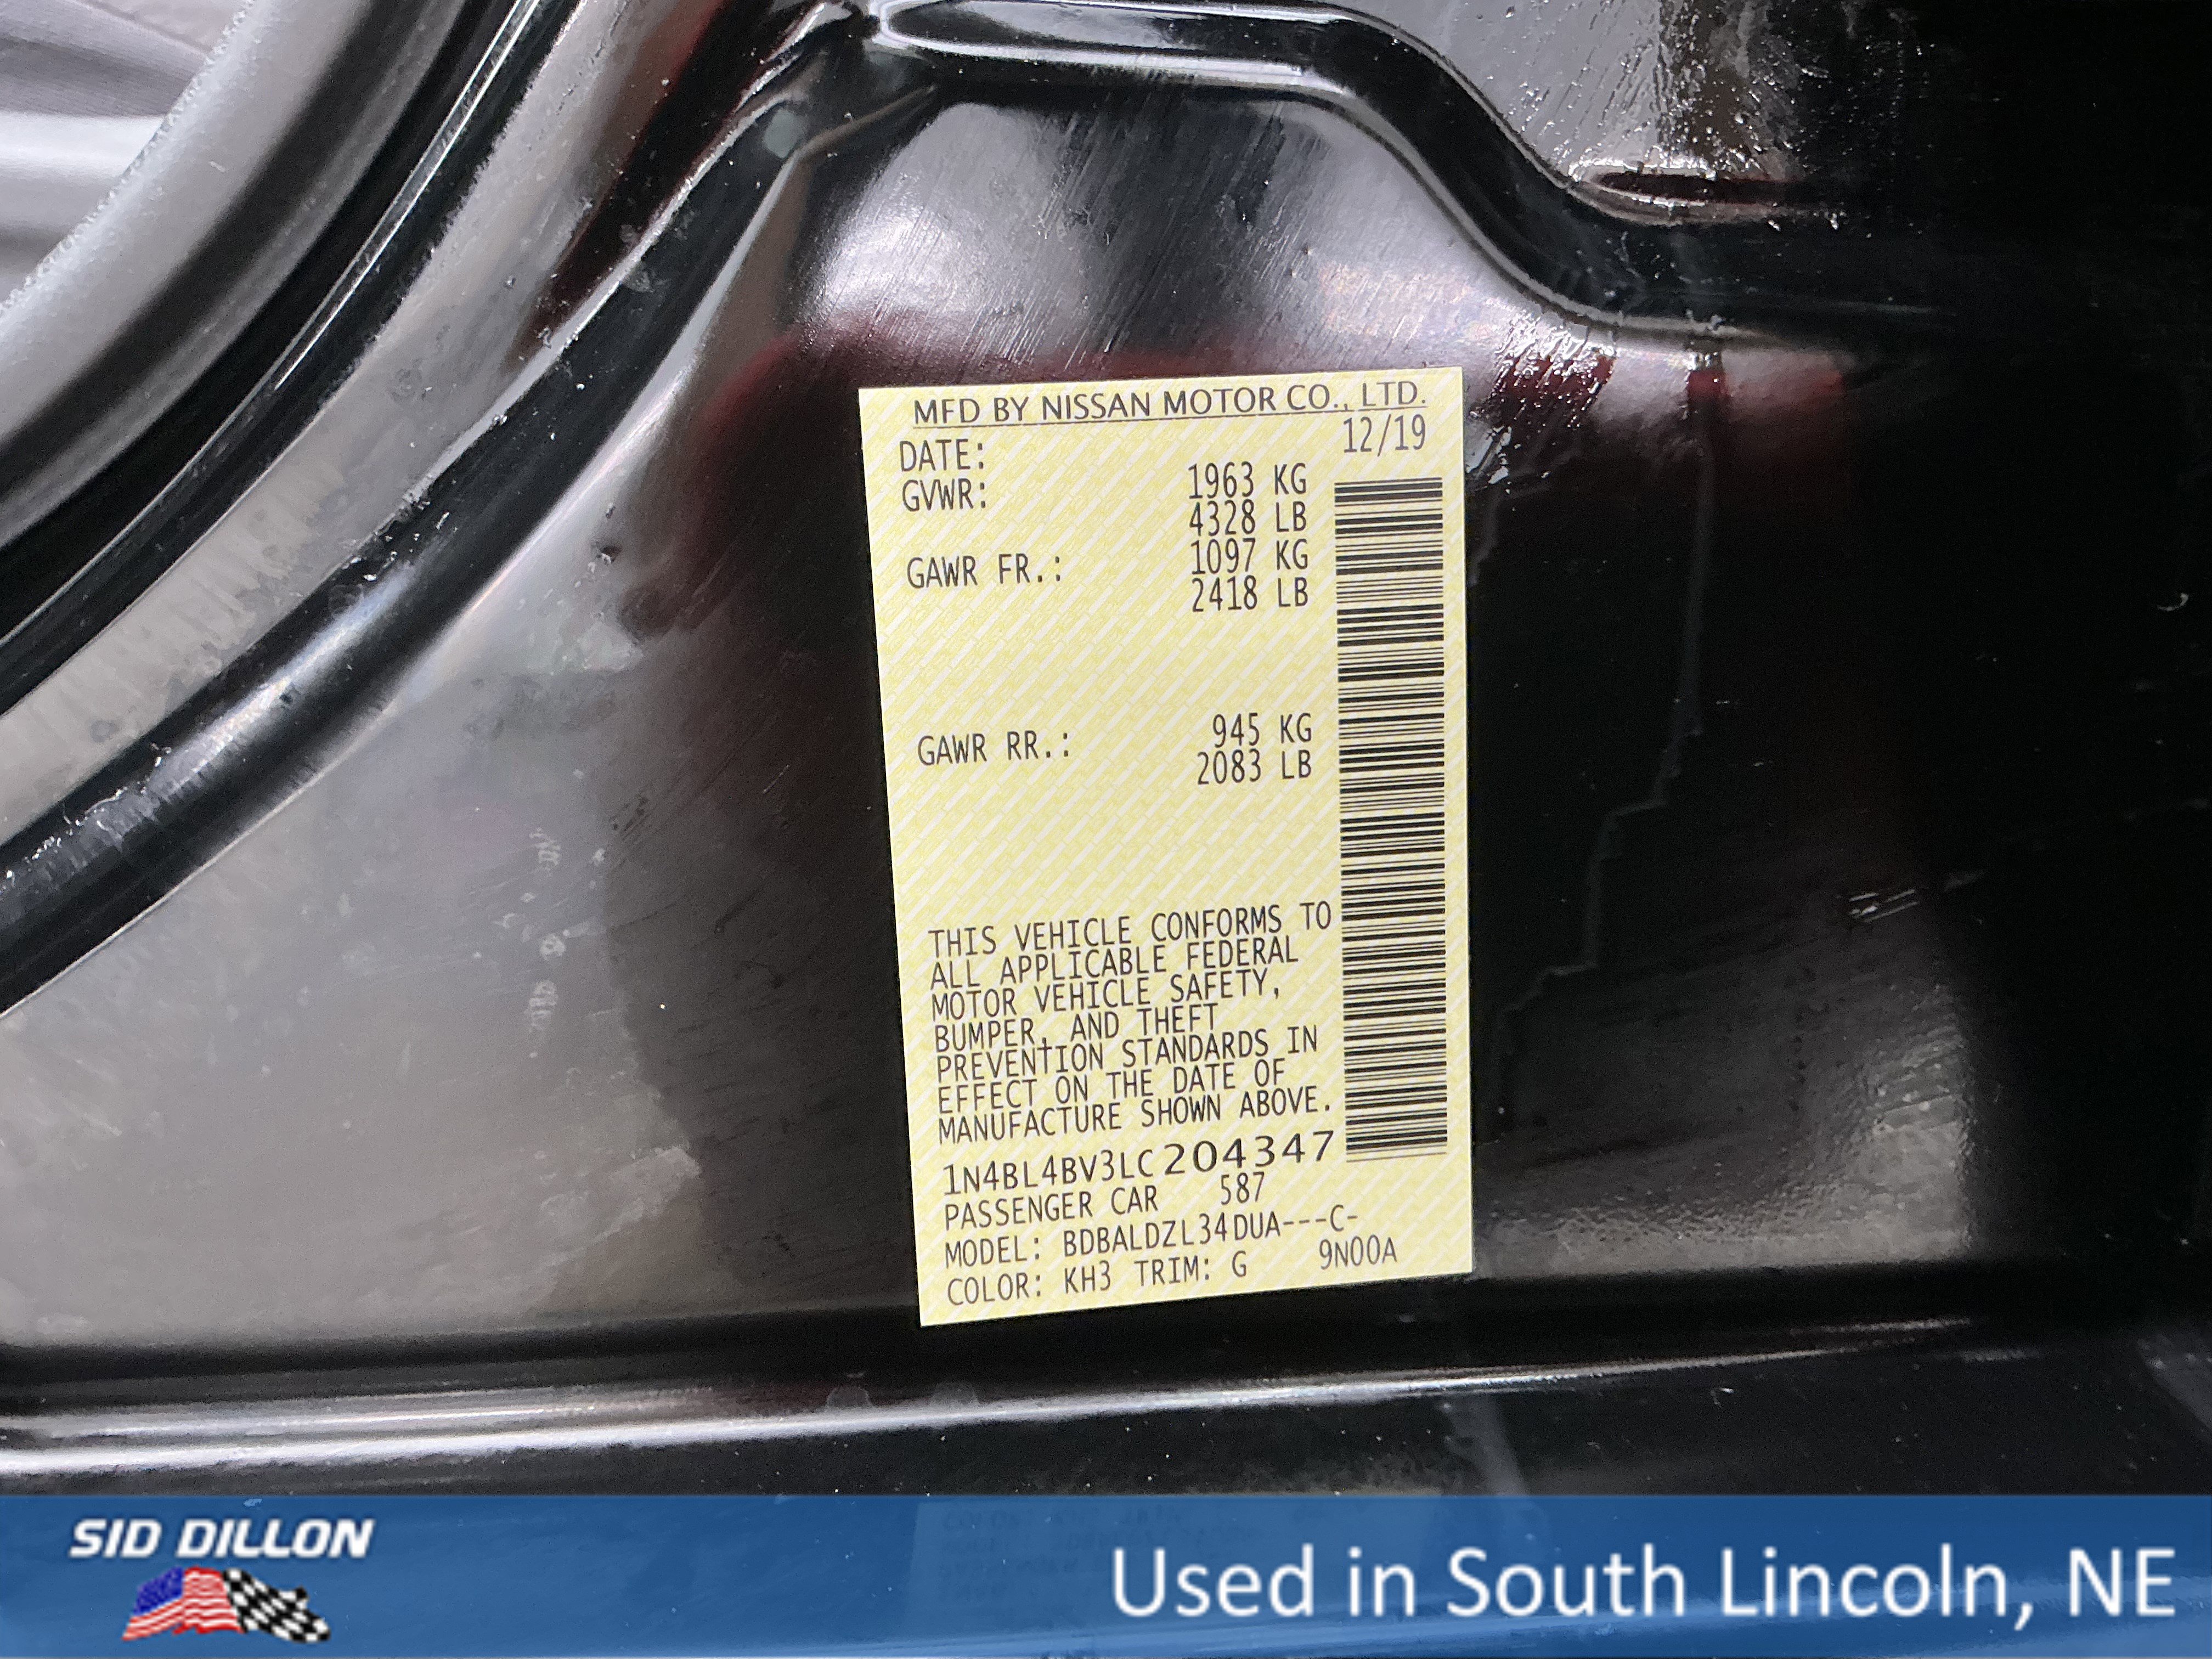 MFD BY NISSAN MOTOR CO., LTD.
DATE: 12/19
GVWR: 1963 KG
4328 LB
GAWR FR.: 1097 KG
2418 LB
GAWR RR.: 945 KG
2083 LB
THIS VEHICLE CONFORMS TO
ALL APPLICABLE FEDERAL
MOTOR VEHICLE SAFETY,
BUMPER, AND THEFT
PREVENTION STANDARDS IN
EFFECT ON THE DATE OF
MANUFACTURE SHOWN ABOVE.
1N4BL4BV3LC204347
PASSENGER CAR 587
MODEL: BDBALDZL34DUA---C-
COLOR: KH3 TRIM: G 9N00A
SID DILLON
Used in South Lincoln, NE